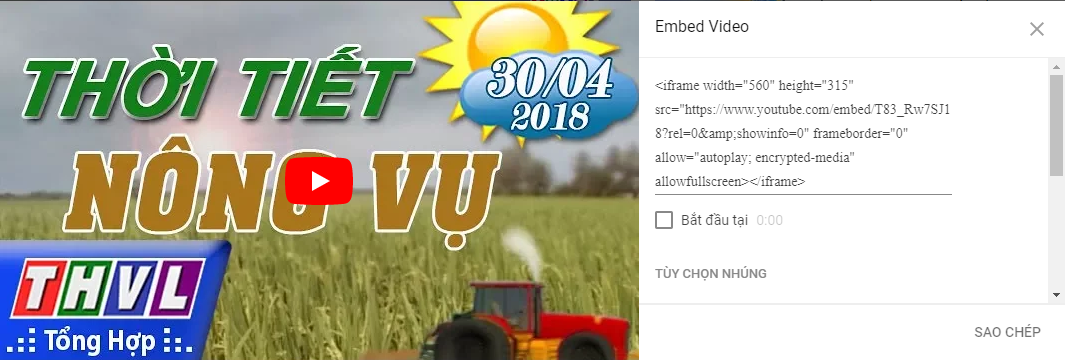 THỜI TIẾT
30/04
2018
NÔNG VỤ
THVL
.::Tổng Hợp::.
Embed Video
<iframe width="560" height="315"
src="https://www.youtube.com/embed/T83_Rw7SJ1
8?rel=0&amp;showinfo=0" frameborder="0"
allow="autoplay; encrypted-media"
allowfullscreen></iframe>
Bắt đầu tại 0:00
TÙY CHỌN NHÚNG
SAO CHÉP